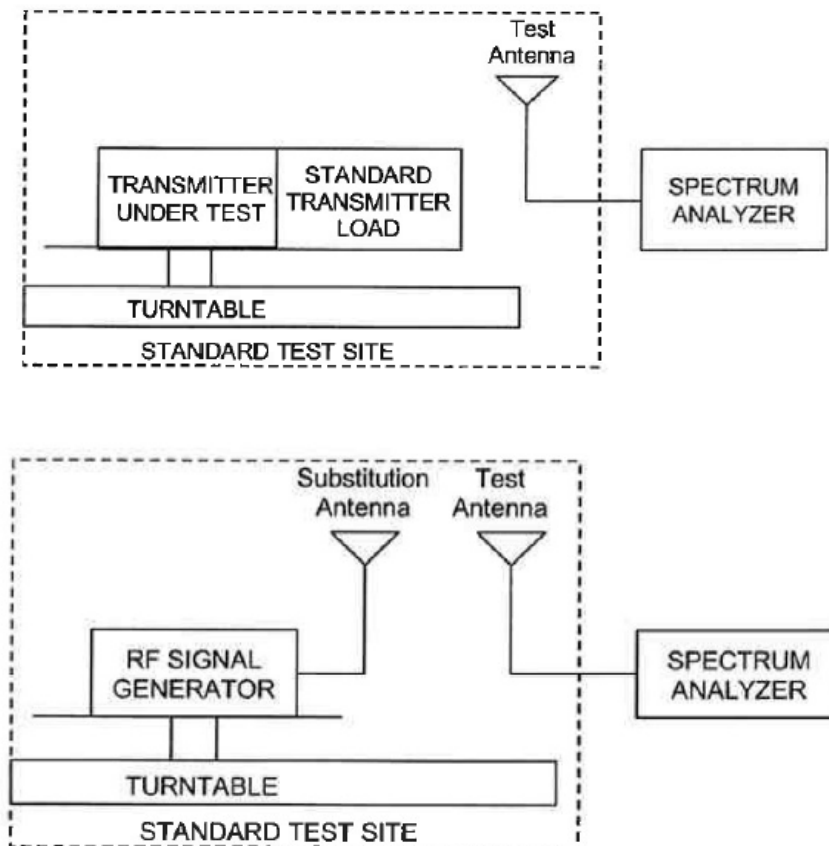 Test
Antenna
TRANSMITTER
UNDER TEST
STANDARD
TRANSMITTER
LOAD
SPECTRUM
ANALYZER
TURNTABLE
STANDARD TEST SITE
Substitution
Antenna
Test
Antenna
RF SIGNAL
GENERATOR
SPECTRUM
ANALYZER
TURNTABLE
STANDARD TEST SITE